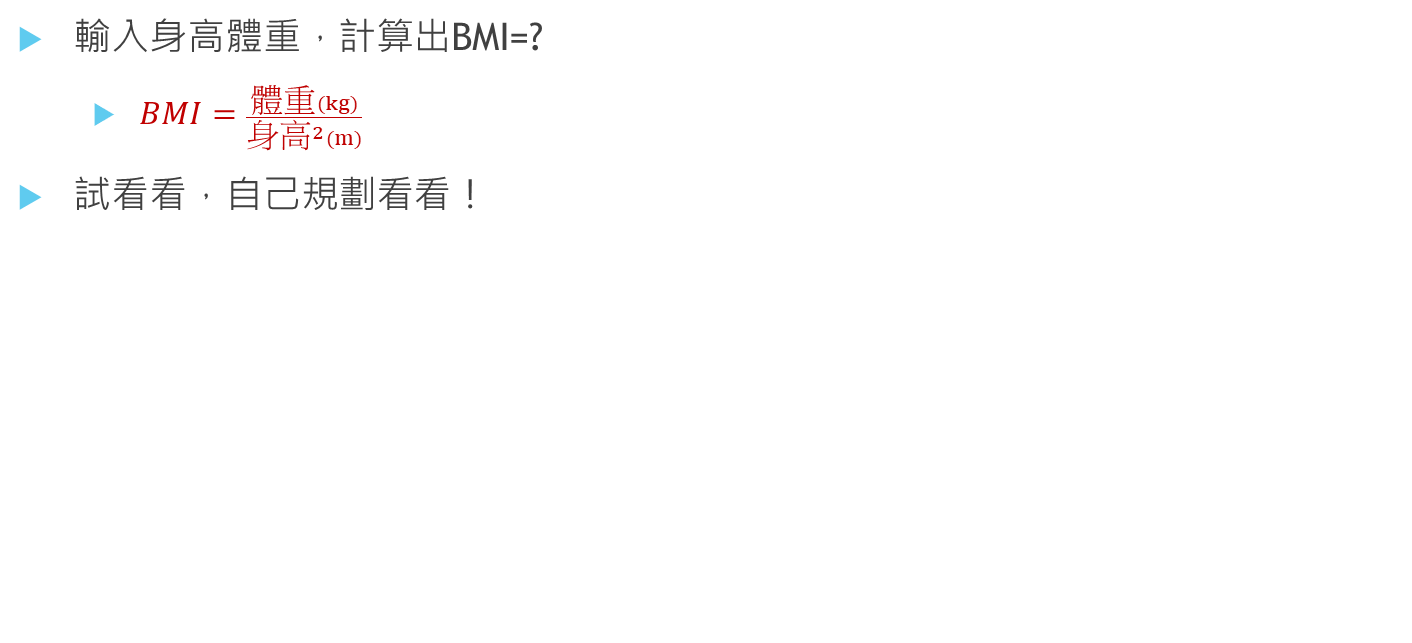 輸入身高體重，計算出BMI=?
BMI = 體重(kg) / 身高²(m)
試看看，自己規劃看看！